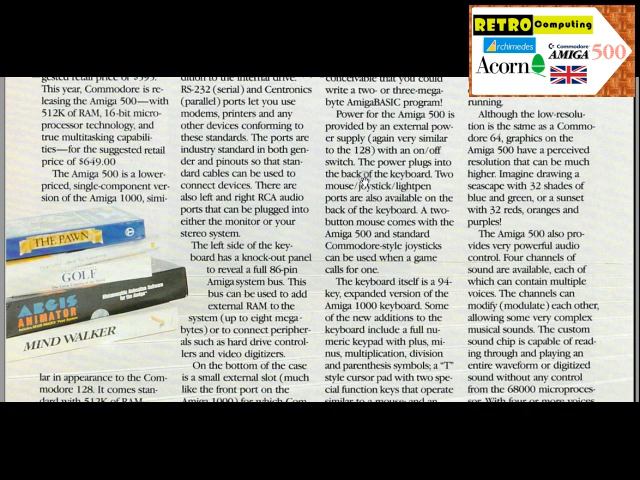 RETRO Computing
Archimedes
Acorn
Commodore
AMIGA 500
This year, Commodore is re-
leasing the Amiga 500—with
512K of RAM, 16-bit micro-
processor technology, and
true multitasking capabili-
ties—for the suggested retail
price of $649.00
The Amiga 500 is a lower-
priced, single-component ver-
sion of the Amiga 1000, simi-
THE PAWN
GOLF
AEGIS
ANIMATOR
MIND WALKER
lar in appearance to the Com-
modore 128. It comes stan-
dard with 512K of RAM
dition to the internal drive.
RS-232 (serial) and Centronics
(parallel) ports let you use
modems, printers and any
other devices conforming to
these standards. The ports are
industry standard in both gen-
der and pinouts so that stan-
dard cables can be used to
connect devices. There are
also left and right RCA audio
ports that can be plugged into
either the monitor or your
stereo system.
The left side of the key-
board has a knock-out panel
to reveal a full 86-pin
Amiga system bus. This
bus can be used to add
external RAM to the
system (up to eight mega-
bytes) or to connect peripher-
als such as hard drive control-
lers and video digitizers.
On the bottom of the case
is a small external slot (much
like the front port on the
Amiga 1000) for which Com-
conceivable that you could
write a two- or three-mega-
byte AmigaBASIC program!
Power for the Amiga 500 is
provided by an external pow-
er supply (again very similar
to the 128) with an on/off
switch. The power plugs into
the back of the keyboard. Two
mouse/joystick/lightpen
ports are also available on the
back of the keyboard. A two-
button mouse comes with the
Amiga 500 and standard
Commodore-style joysticks
can be used when a game
calls for one.
The keyboard itself is a 94-
key, expanded version of the
Amiga 1000 keyboard. Some
of the new additions to the
keyboard include a full nu-
meric keypad with plus, mi-
nus, multiplication, division
and parenthesis symbols; a "T"
style cursor pad with two spe-
cial function keys that operate
similar to a mouse; and an
running.
Although the low-resolu-
tion is the same as a Commo-
dore 64, graphics on the
Amiga 500 have a perceived
resolution that can be much
higher. Imagine drawing a
seascape with 32 shades of
blue and green, or a sunset
with 32 reds, oranges and
purples!
The Amiga 500 also pro-
vides very powerful audio
control. Four channels of
sound are available, each of
which can contain multiple
voices. The channels can
modify (modulate) each other,
allowing some very complex
musical sounds. The custom
sound chip is capable of read-
ing through and playing an
entire waveform or digitized
sound without any control
from the 68000 microproces-
sor. With four or more voices